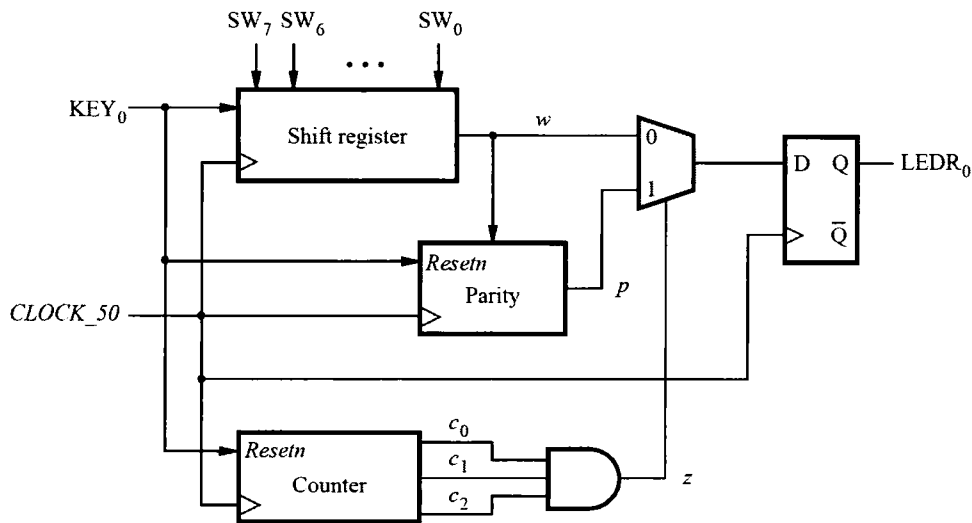 SW₇ SW₆ • • • SW₀
KEY₀
Shift register
w
0
1
D Q
Q̅
LEDR₀
Resetn
Parity
p
CLOCK_50
Resetn
Counter
c₀
c₁
c₂
z